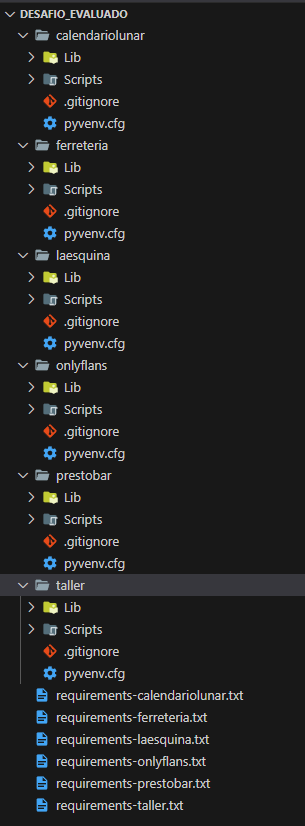 DESAFIO_EVALUADO
calendariolunar
Lib
Scripts
.gitignore
pyvenv.cfg
ferreteria
Lib
Scripts
.gitignore
pyvenv.cfg
laesquina
Lib
Scripts
.gitignore
pyvenv.cfg
onlyflans
Lib
Scripts
.gitignore
pyvenv.cfg
prestobar
Lib
Scripts
.gitignore
pyvenv.cfg
taller
Lib
Scripts
.gitignore
pyvenv.cfg
requirements-calendariolunar.txt
requirements-ferreteria.txt
requirements-laesquina.txt
requirements-onlyflans.txt
requirements-prestobar.txt
requirements-taller.txt